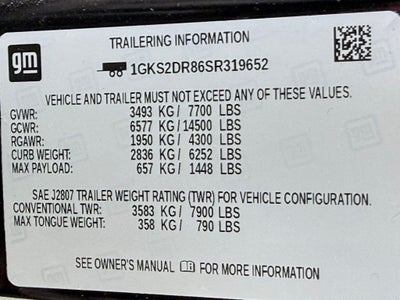 gm
TRAILERING INFORMATION
1GKS2DR86SR319652
VEHICLE AND TRAILER MUST NOT EXCEED ANY OF THESE VALUES.
GVWR: 3493 KG / 7700 LBS
GCWR: 6577 KG / 14500 LBS
RGAWR: 1950 KG / 4300 LBS
CURB WEIGHT: 2836 KG / 6252 LBS
MAX PAYLOAD: 657 KG / 1448 LBS
SAE J2807 TRAILER WEIGHT RATING (TWR) FOR VEHICLE CONFIGURATION.
CONVENTIONAL TWR: 3583 KG / 7900 LBS
MAX TONGUE WEIGHT: 358 KG / 790 LBS
SEE OWNER'S MANUAL FOR MORE INFORMATION